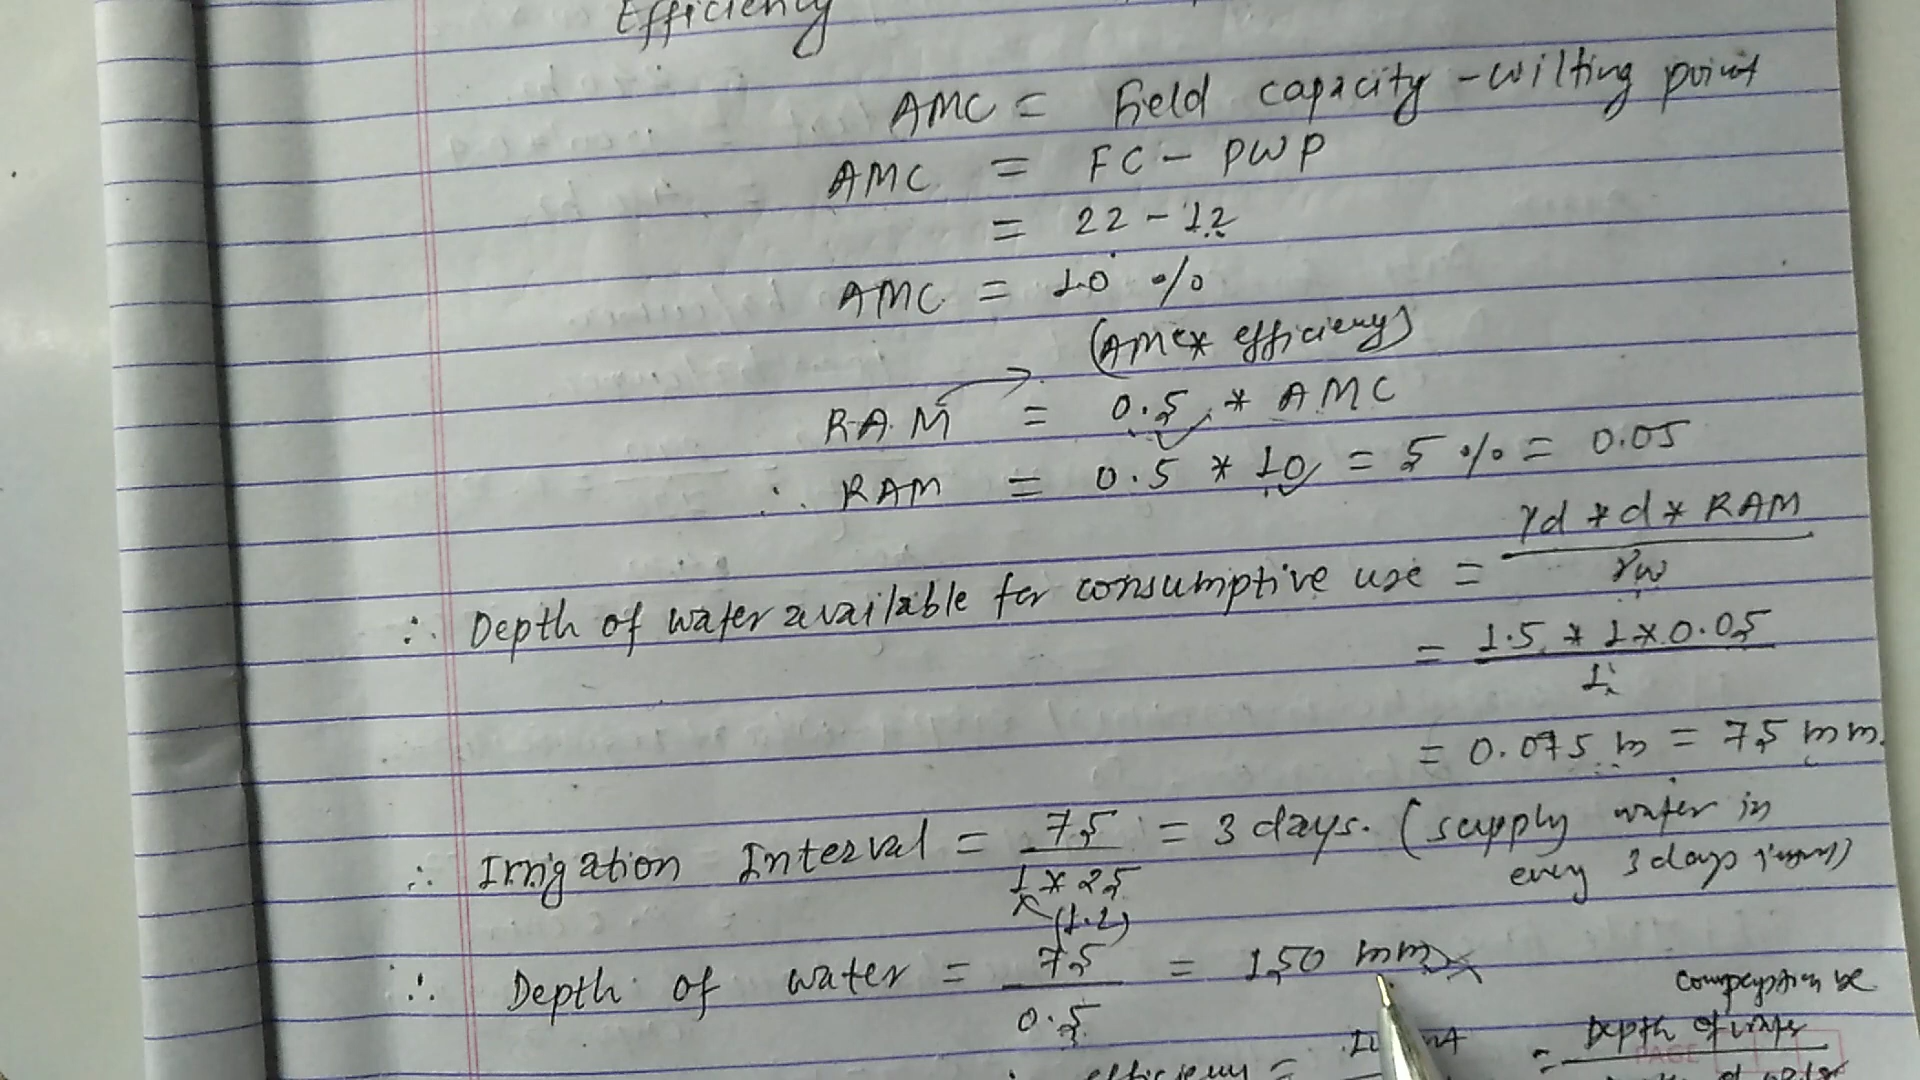 Efficiency
AMC = Field capacity - wilting point
AMC = FC - PWP
= 22 - 12
AMC = 10 %
(AMC* efficiency)
RAM = 0.5 * AMC
∴ RAM = 0.5 * 10 = 5 % = 0.05
∴ Depth of water available for consumptive use = γd * d * RAM / γw
= 1.5 * 1 * 0.05 / 1
= 0.075 m = 75 mm.
∴ Irrigation Interval = 75 / 1 * 25 = 3 days. (supply water in
every 3 days
∴ Depth of water = 75 / 0.5 = 150 mm
efficiency = = Depth of water
PAGE